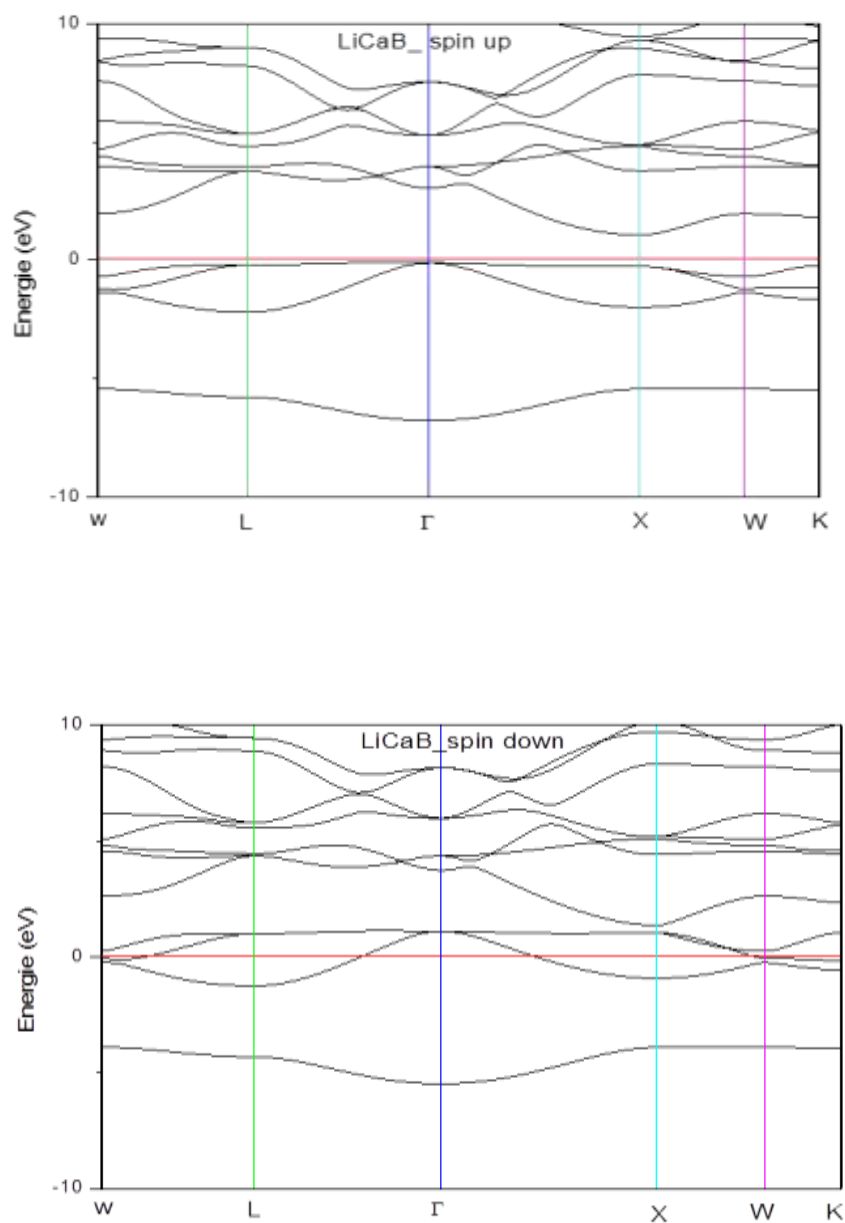 10
LiCaB_ spin up
0
Energie (eV)
-10
w L Γ X W K
10
LiCaB_spin down
0
Energie (eV)
-10
w L Γ X W K